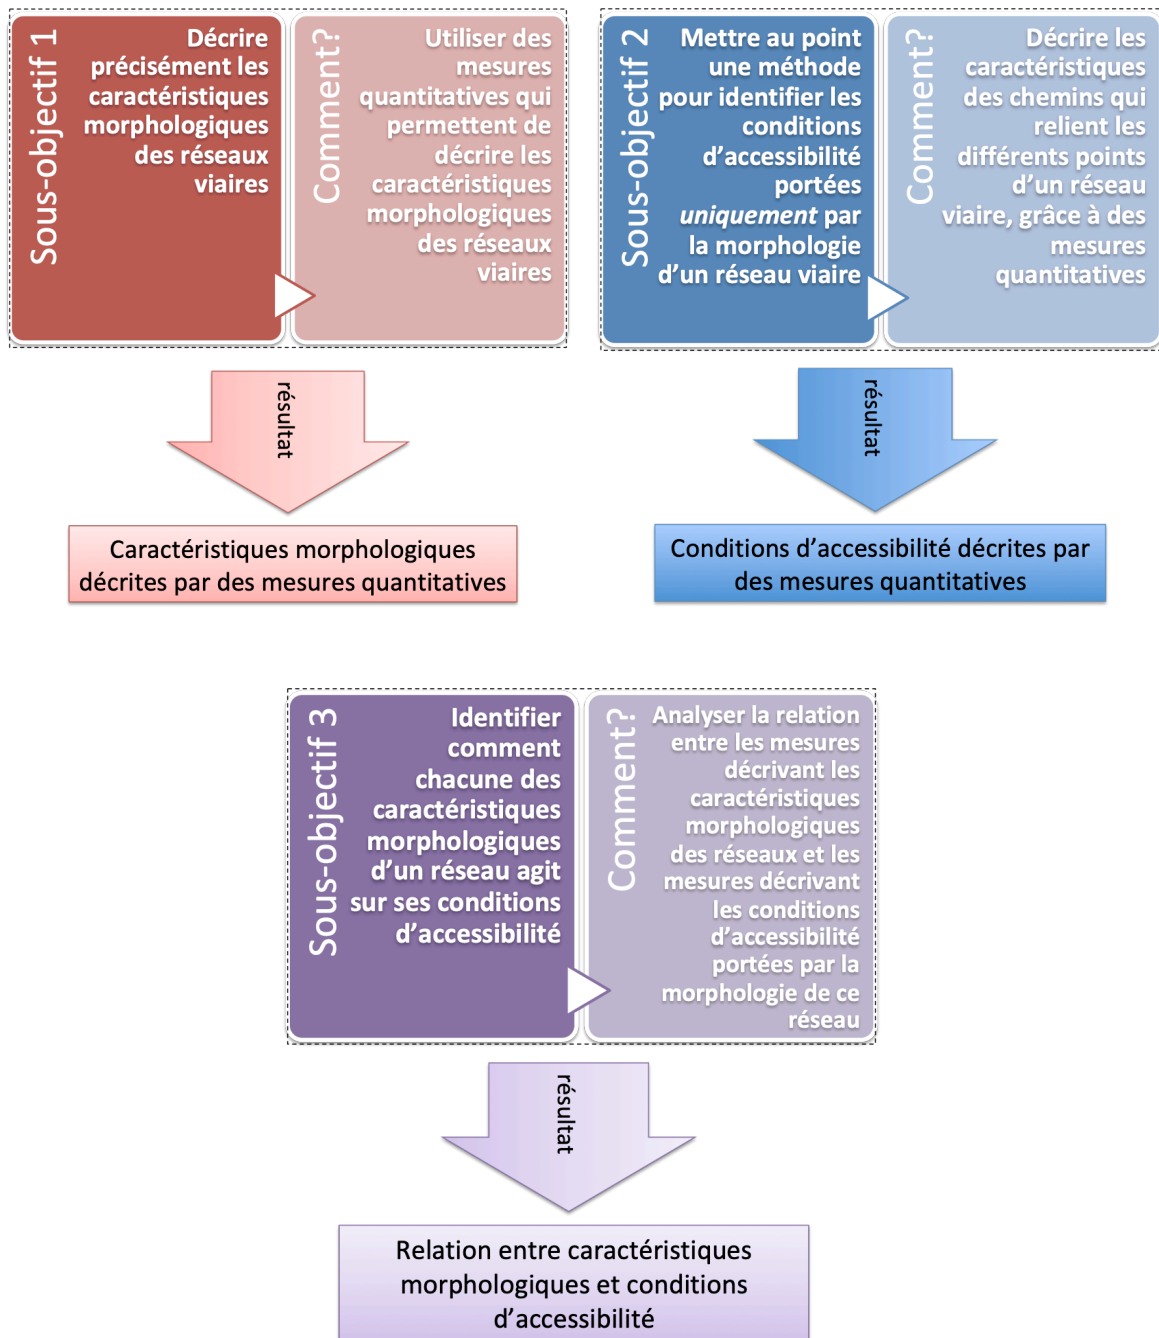 Sous-objectif 1
Décrire
précisément les
caractéristiques
morphologiques
des réseaux
viaires
Comment?
Utiliser des
mesures
quantitatives qui
permettent de
décrire les
caractéristiques
morphologiques
des réseaux
viaires
Sous-objectif 2
Mettre au point
une méthode
pour identifier les
conditions
d’accessibilité
portées
uniquement par
la morphologie
d’un réseau viaire
Comment?
Décrire les
caractéristiques
des chemins qui
relient les
différents points
d’un réseau
viaire, grâce à des
mesures
quantitatives
résultat
résultat
Caractéristiques morphologiques
décrites par des mesures quantitatives
Conditions d’accessibilité décrites par
des mesures quantitatives
Sous-objectif 3
Identifier
comment
chacune des
caractéristiques
morphologiques
d’un réseau agit
sur ses conditions
d’accessibilité
Comment?
Analyser la relation
entre les mesures
décrivant les
caractéristiques
morphologiques
des réseaux et les
mesures décrivant
les conditions
d’accessibilité
portées par la
morphologie de ce
réseau
résultat
Relation entre caractéristiques
morphologiques et conditions
d’accessibilité